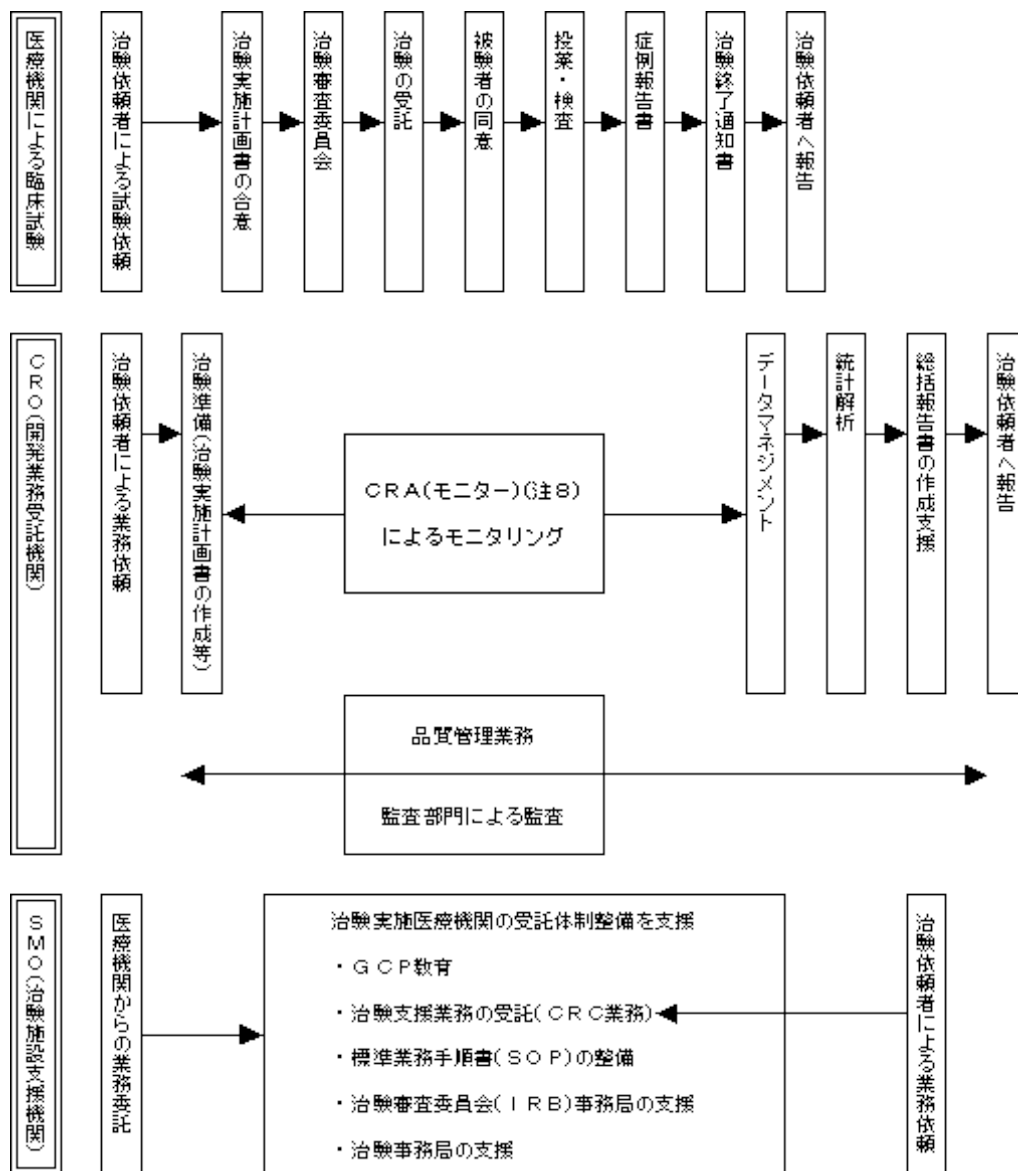 医療機関による臨床試験
治験依頼者による試験依頼
治験実施計画書の合意
治験審査委員会
治験の受託
被験者の同意
投薬・検査
症例報告書
治験終了通知書
治験依頼者へ報告
ＣＲＯ(開発業務受託機関)
治験依頼者による業務依頼
治験準備(治験実施計画書の作成等)
ＣＲＡ(モニター)(注８)
によるモニタリング
データマネジメント
統計解析
総括報告書の作成支援
治験依頼者へ報告
品質管理業務
監査部門による監査
ＳＭＯ(治験施設支援機関)
医療機関からの業務委託
治験実施医療機関の受託体制整備を支援
・ＧＣＰ教育
・治験支援業務の受託(ＣＲＣ業務)
・標準業務手順書(ＳＯＰ)の整備
・治験審査委員会(ＩＲＢ)事務局の支援
・治験事務局の支援
治験依頼者による業務依頼